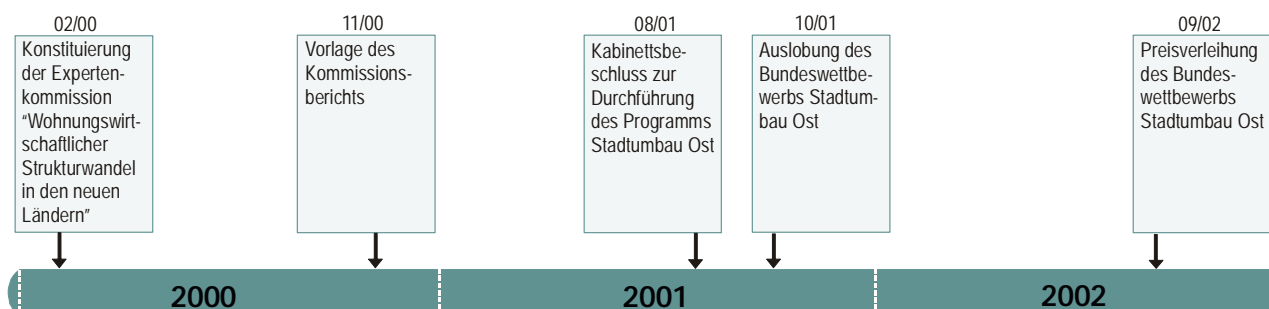 02/00
Konstituierung
der Experten-
kommission
"Wohnungswirt-
schaftlicher
Strukturwandel
in den neuen
Ländern"
11/00
Vorlage des
Kommissions-
berichts
08/01
Kabinettsbe-
schluss zur
Durchführung
des Programms
Stadtumbau Ost
10/01
Auslobung des
Bundeswettbe-
werbs Stadtum-
bau Ost
09/02
Preisverleihung
des Bundes-
wettbewerbs
Stadtumbau Ost
2000
2001
2002